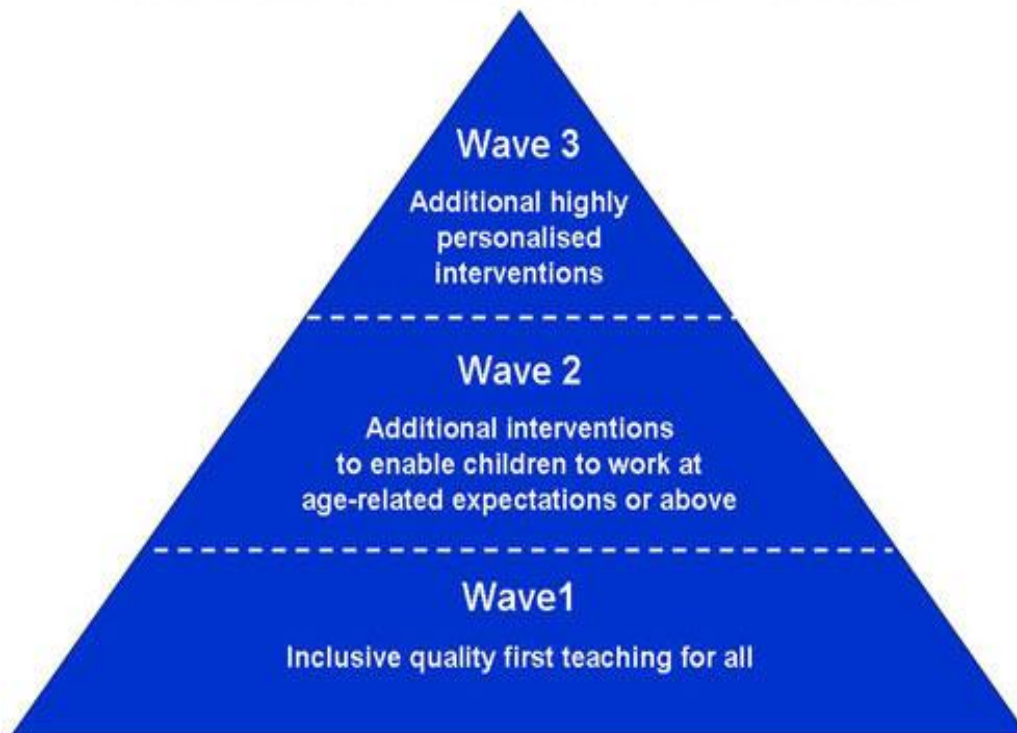 Wave 3
Additional highly
personalised
interventions
Wave 2
Additional interventions
to enable children to work at
age-related expectations or above
Wave1
Inclusive quality first teaching for all